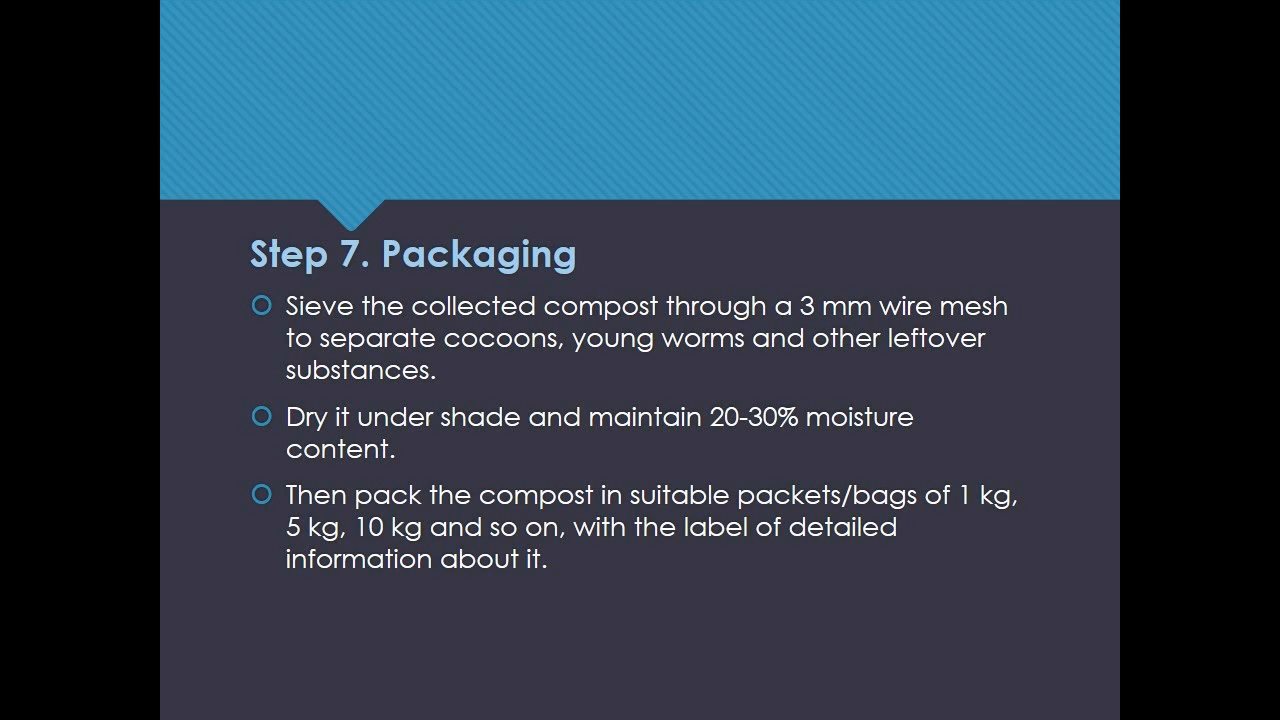 Step 7. Packaging
Sieve the collected compost through a 3 mm wire mesh
to separate cocoons, young worms and other leftover
substances.
Dry it under shade and maintain 20-30% moisture
content.
Then pack the compost in suitable packets/bags of 1 kg,
5 kg, 10 kg and so on, with the label of detailed
information about it.